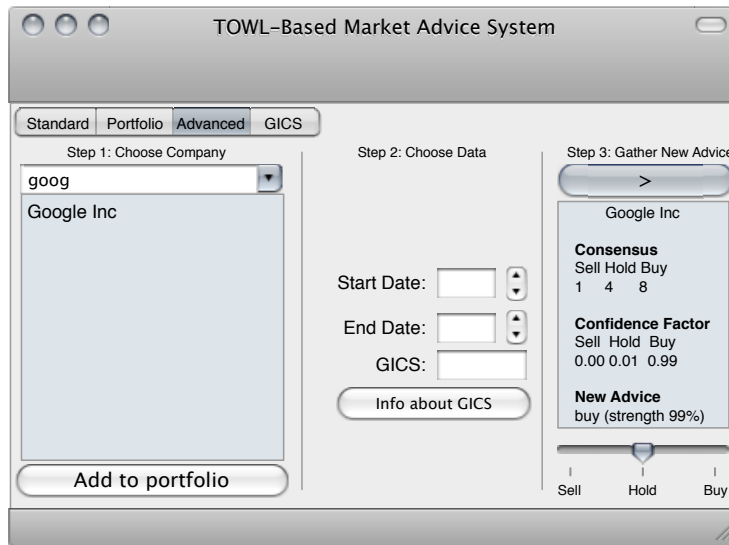 TOWL-Based Market Advice System
Standard Portfolio Advanced GICS
Step 1: Choose Company
goog
Google Inc
Add to portfolio
Step 2: Choose Data
Start Date:
End Date:
GICS:
Info about GICS
Step 3: Gather New Advice
>
Google Inc
Consensus
Sell Hold Buy
1 4 8
Confidence Factor
Sell Hold Buy
0.00 0.01 0.99
New Advice
buy (strength 99%)
Sell Hold Buy